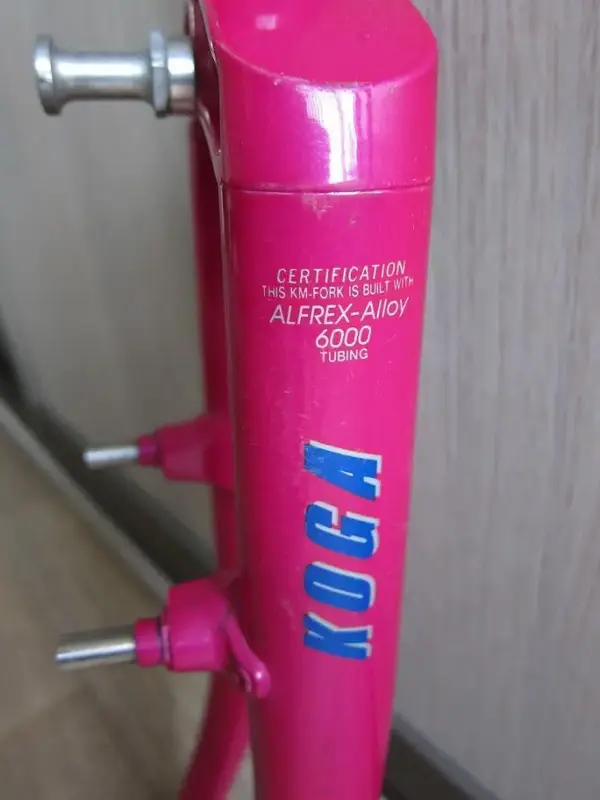 CERTIFICATION
THIS KM-FORK IS BUILT WITH
ALFREX-Alloy
6000
TUBING
KOGA